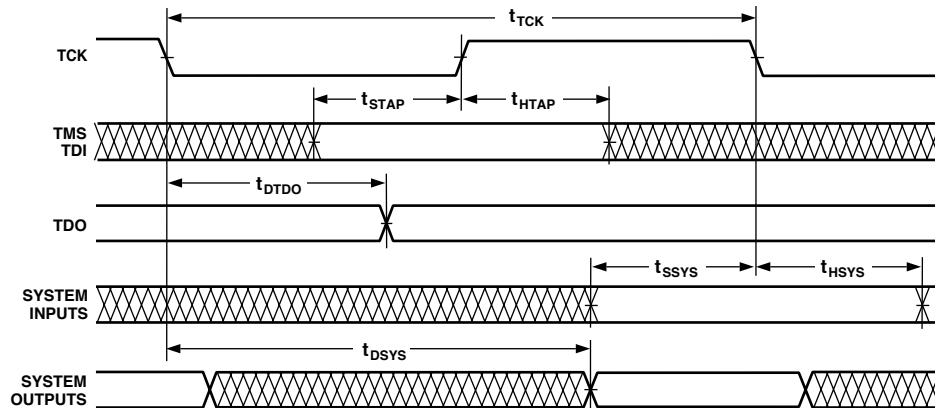 tTCK
TCK
tSTAP
tHTAP
TMS
TDI
tDTDO
TDO
tSSYS
tHSYS
SYSTEM
INPUTS
tDSYS
SYSTEM
OUTPUTS